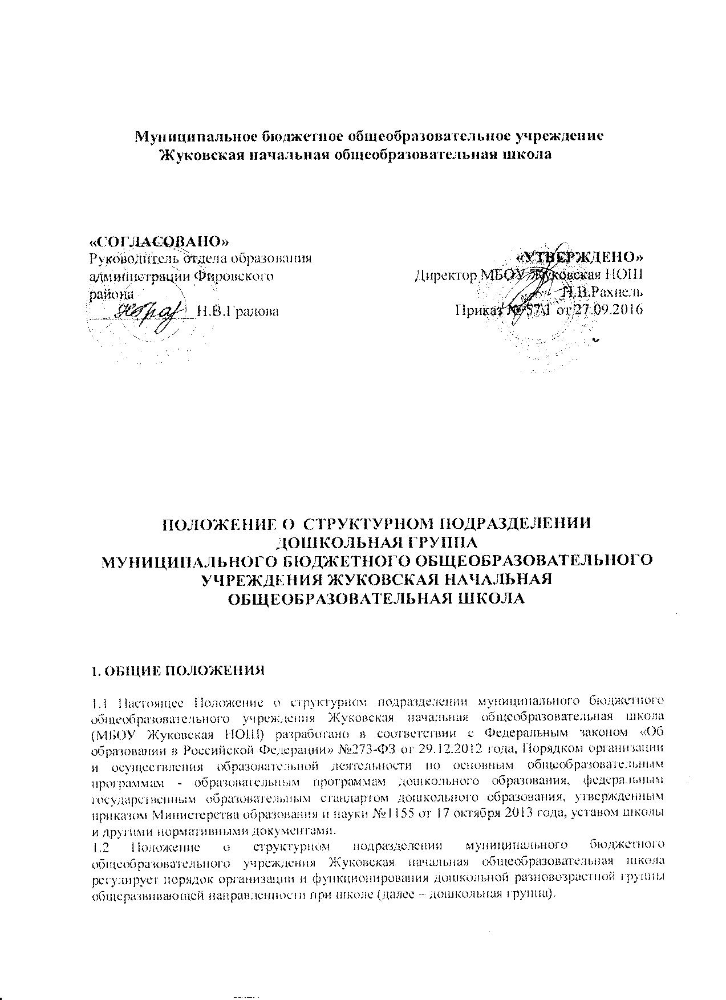 Муниципальное бюджетное общеобразовательное учреждение
Жуковская начальная общеобразовательная школа
«СОГЛАСОВАНО»
Руководитель отдела образования
администрации Фировского
района
Н.В.Градова
«УТВЕРЖДЕНО»
Директор МБОУ Жуковская НОШ
Н.В.Рахпель
Приказ № 57\1 от 27.09.2016
ПОЛОЖЕНИЕ О СТРУКТУРНОМ ПОДРАЗДЕЛЕНИИ
ДОШКОЛЬНАЯ ГРУППА
МУНИЦИПАЛЬНОГО БЮДЖЕТНОГО ОБЩЕОБРАЗОВАТЕЛЬНОГО
УЧРЕЖДЕНИЯ ЖУКОВСКАЯ НАЧАЛЬНАЯ
ОБЩЕОБРАЗОВАТЕЛЬНАЯ ШКОЛА
1. ОБЩИЕ ПОЛОЖЕНИЯ
1.1 Настоящее Положение о структурном подразделении муниципального бюджетного
общеобразовательного учреждения Жуковская начальная общеобразовательная школа
(МБОУ Жуковская НОШ) разработано в соответствии с Федеральным законом «Об
образовании в Российской Федерации» №273-ФЗ от 29.12.2012 года, Порядком организации
и осуществления образовательной деятельности по основным общеобразовательным
программам - образовательным программам дошкольного образования, федеральным
государственным образовательным стандартом дошкольного образования, утвержденным
приказом Министерства образования и науки №1155 от 17 октября 2013 года, уставом школы
и другими нормативными документами.
1.2 Положение о структурном подразделении муниципального бюджетного
общеобразовательного учреждения Жуковская начальная общеобразовательная школа
регулирует порядок организации и функционирования дошкольной разновозрастной группы
общеразвивающей направленности при школе (далее – дошкольная группа).